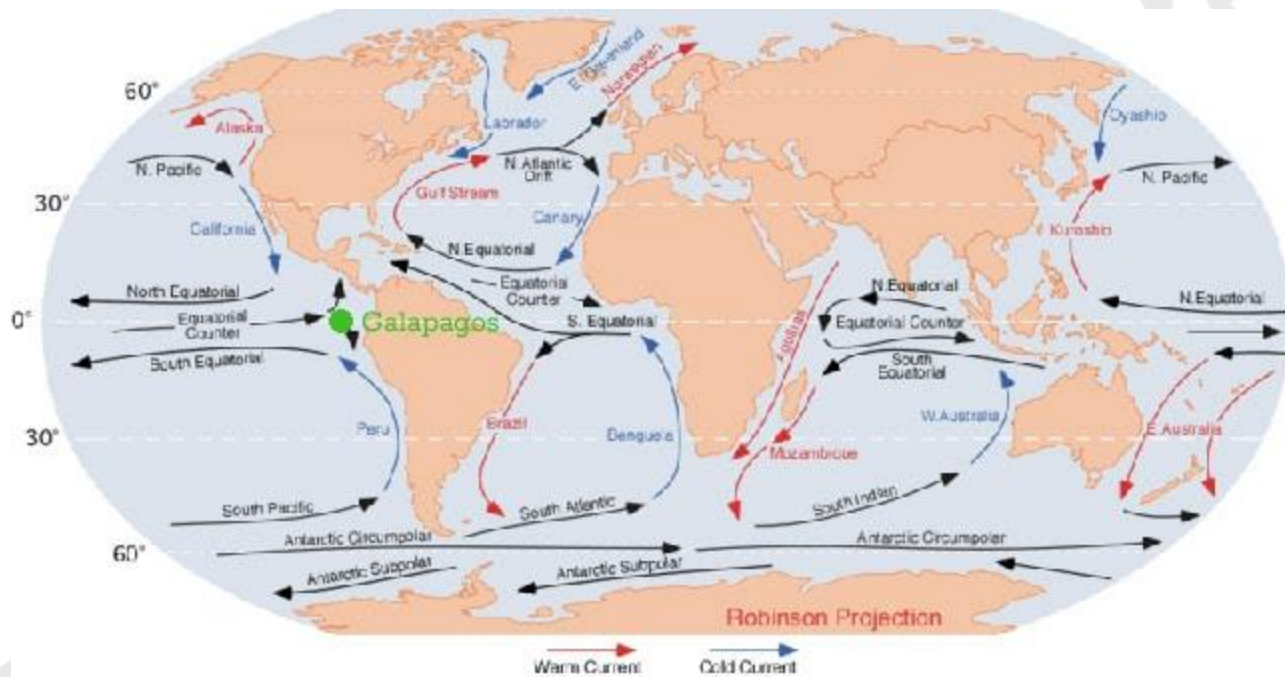 60°
E. Greenland
Norwegian
Alaska
Labrador
Oyashio
N. Pacific
N. Atlantic
Drift
N. Pacific
Gulf Stream
30°
California
Canary
Kuroshio
N.Equatorial
North Equatorial
Equatorial
Counter
N.Equatorial
N.Equatorial
0°
Equatorial
Counter
Galapagos
S. Equatorial
Equatorial Counter
South Equatorial
South
Equatorial
Agulhas
Peru
Brazil
Benguela
W.Australia
E.Australia
30°
Mozambique
South Pacific
South Atlantic
South Indian
Antarctic Circumpolar
Antarctic Circumpolar
60°
Antarctic Subpolar
Antarctic Subpolar
Robinson Projection
Warm Current
Cold Current